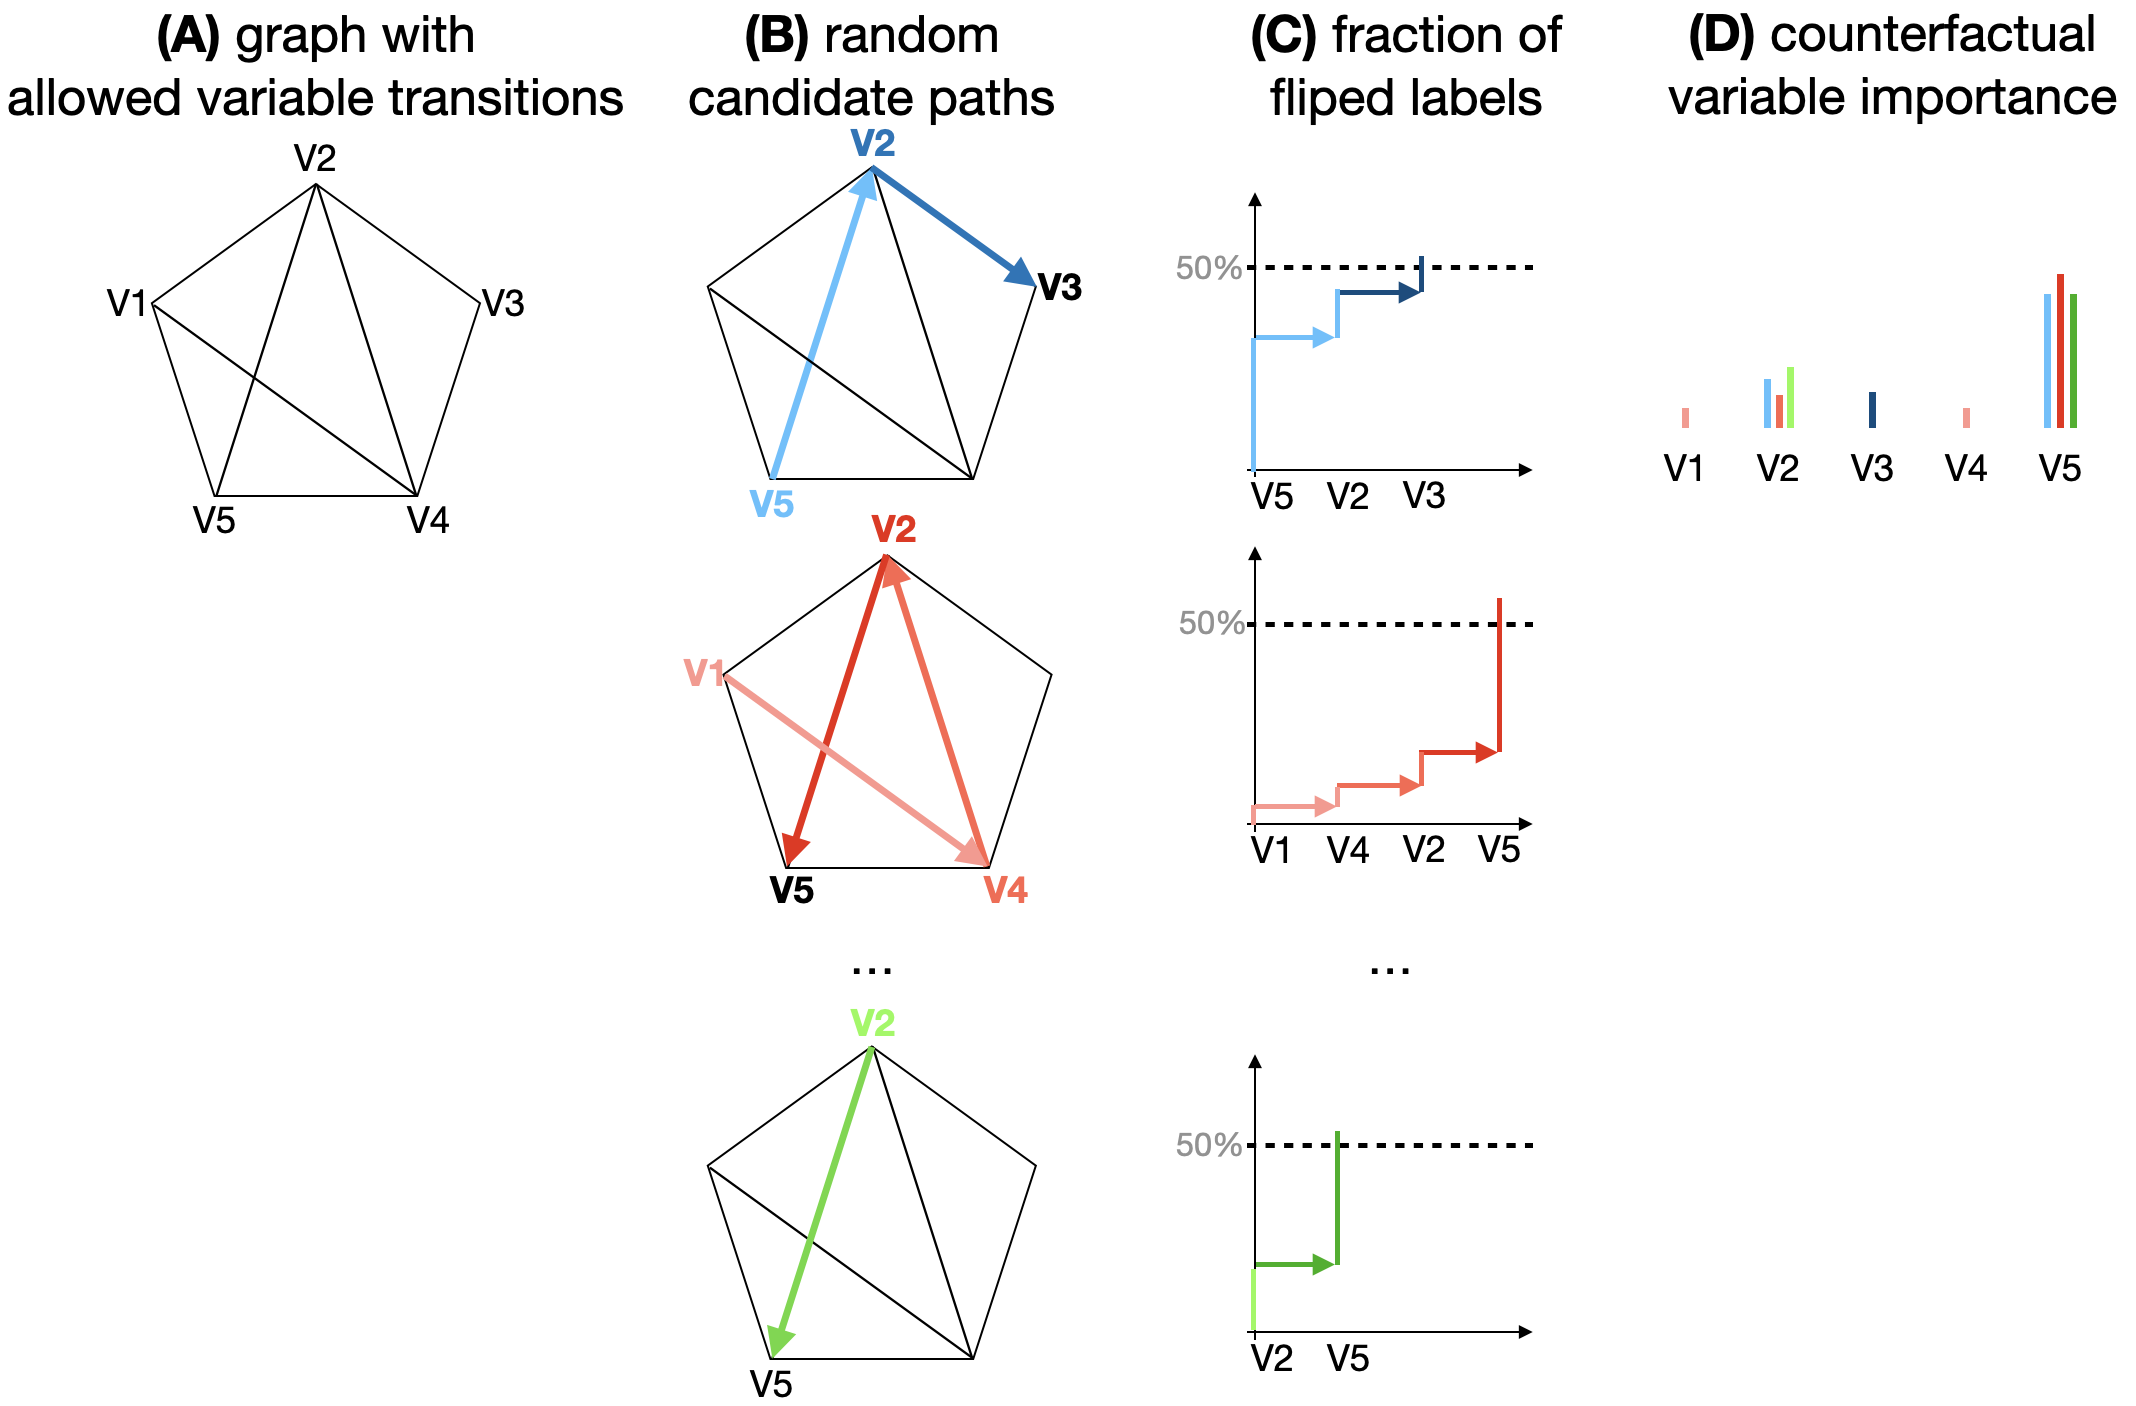 (A) graph with
allowed variable transitions
V2
V1
V3
V5
V4
(B) random
candidate paths
V2
V3
V5
V2
V1
V5
V4
...
V2
V5
(C) fraction of
fliped labels
50%
V5 V2 V3
50%
V1 V4 V2 V5
...
50%
V2 V5
(D) counterfactual
variable importance
V1 V2 V3 V4 V5